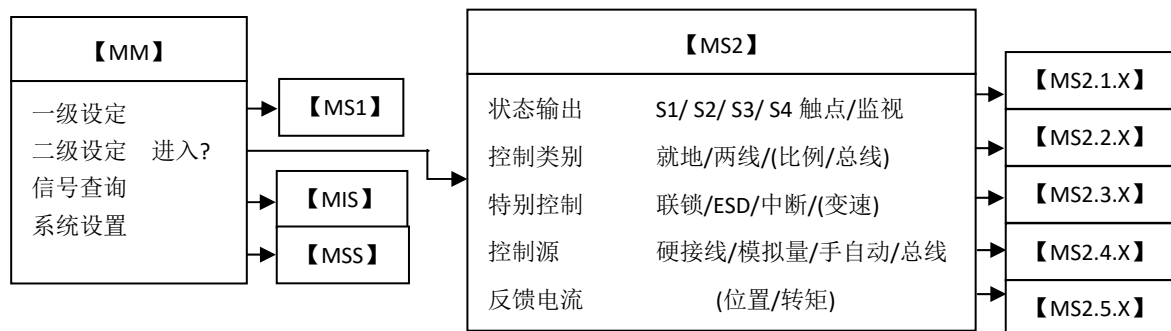 【MM】
一级设定
二级设定 进入?
信号查询
系统设置
【MS1】
【MIS】
【MSS】
【MS2】
状态输出 S1/ S2/ S3/ S4 触点/监视
控制类别 就地/两线/(比例/总线)
特别控制 联锁/ESD/中断/(变速)
控制源 硬接线/模拟量/手自动/总线
反馈电流 (位置/转矩)
【MS2.1.X】
【MS2.2.X】
【MS2.3.X】
【MS2.4.X】
【MS2.5.X】